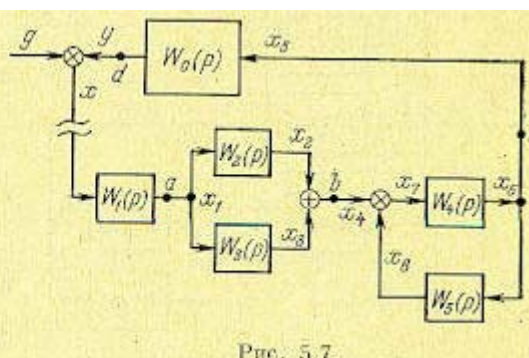 g
y
d
W₀(p)
x₅
x
W₁(p)
a
x₁
W₂(p)
x₂
W₃(p)
x₃
b
x₄
x₇
W₄(p)
x₅
x₆
W₅(p)
Рис. 5.7